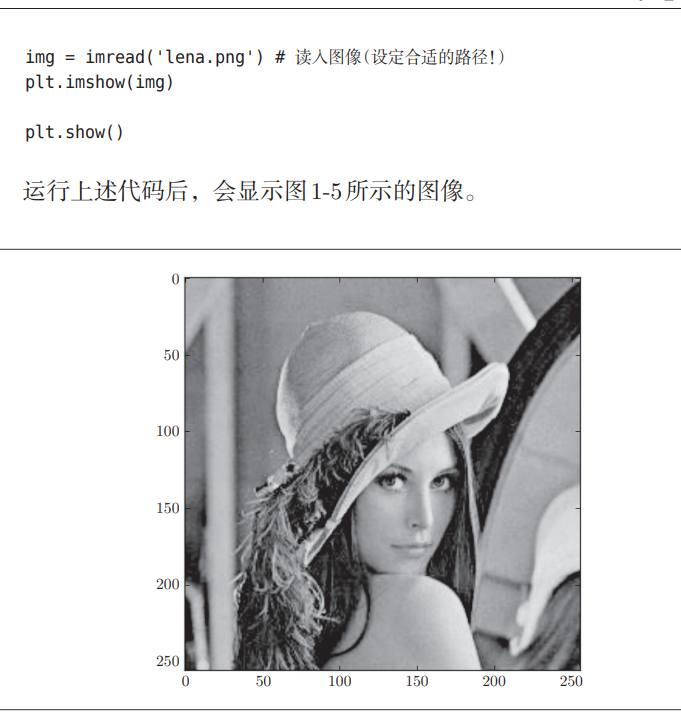 img = imread('lena.png') # 读入图像(设定合适的路径!)
plt.imshow(img)
plt.show()
运行上述代码后，会显示图1-5所示的图像。
0
50
100
150
200
250
0 50 100 150 200 250